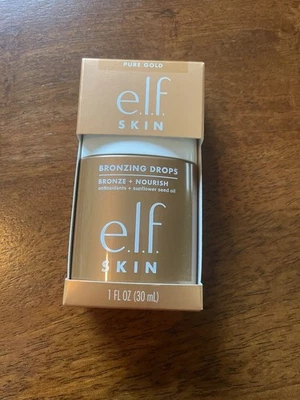 PURE GOLD
e.l.f.
SKIN
BRONZING DROPS
BRONZE + NOURISH
antioxidants + sunflower seed oil
e.l.f.
SKIN
1 FL OZ (30 mL)